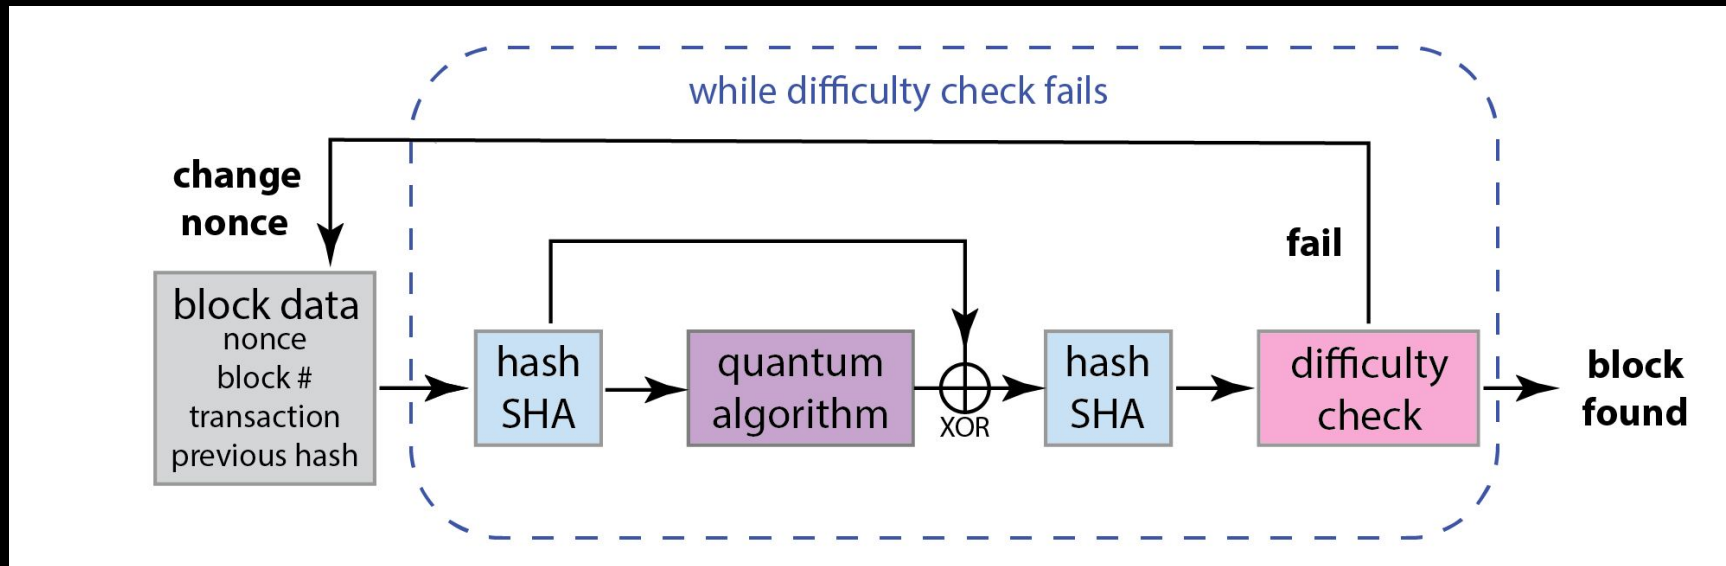 while difficulty check fails
change
nonce
block data
nonce
block #
transaction
previous hash
hash
SHA
quantum
algorithm
XOR
hash
SHA
fail
difficulty
check
block
found